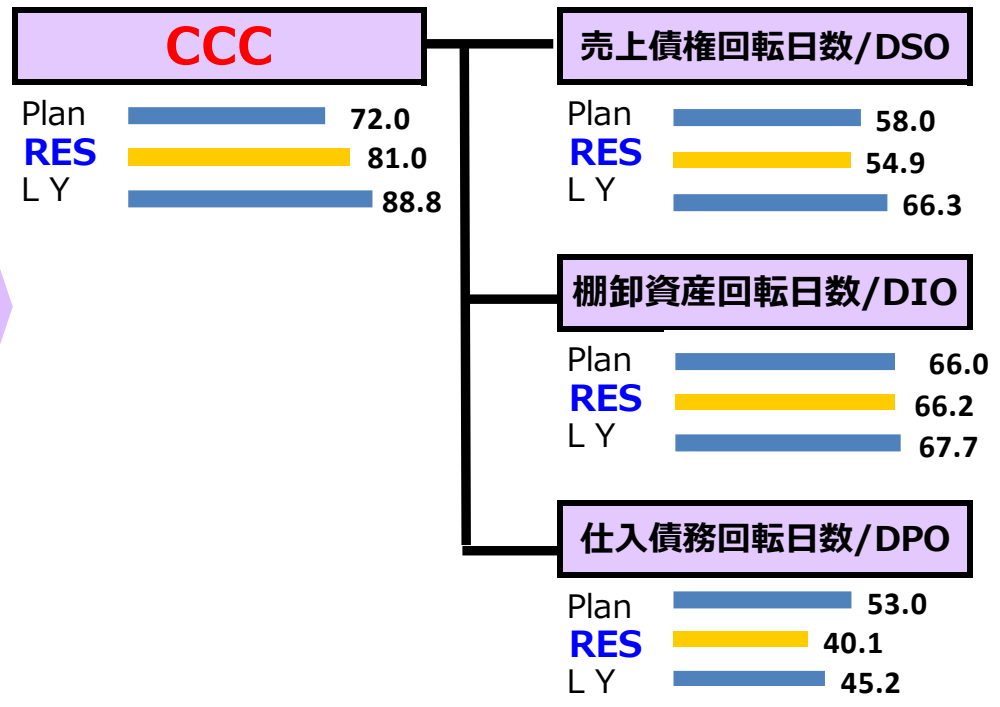 CCC
Plan 72.0
RES 81.0
L Y 88.8
売上債権回転日数/DSO
Plan 58.0
RES 54.9
L Y 66.3
棚卸資産回転日数/DIO
Plan 66.0
RES 66.2
L Y 67.7
仕入債務回転日数/DPO
Plan 53.0
RES 40.1
L Y 45.2